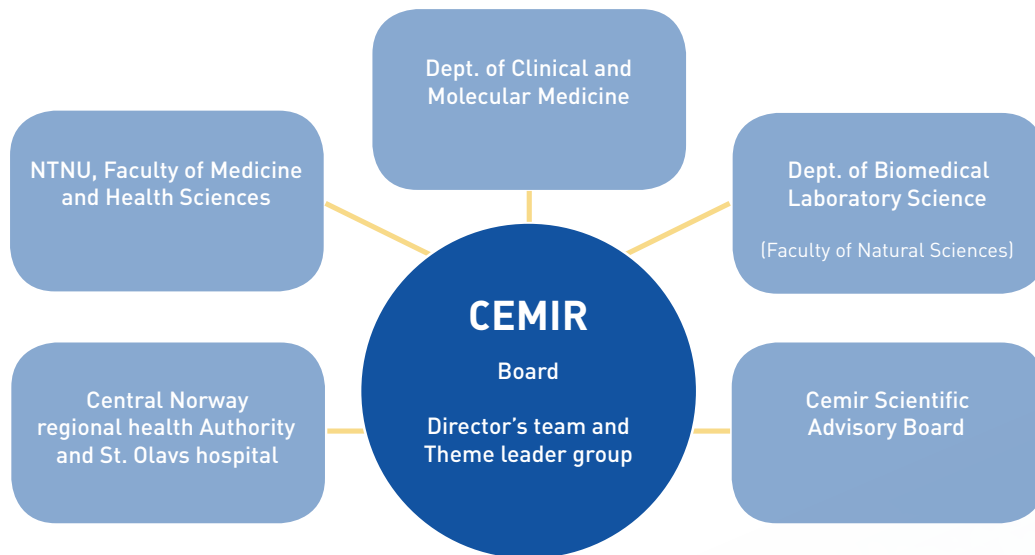 Dept. of Clinical and
Molecular Medicine
NTNU, Faculty of Medicine
and Health Sciences
Dept. of Biomedical
Laboratory Science
(Faculty of Natural Sciences)
CEMIR
Board
Director's team and
Theme leader group
Central Norway
regional health Authority
and St. Olavs hospital
Cemir Scientific
Advisory Board